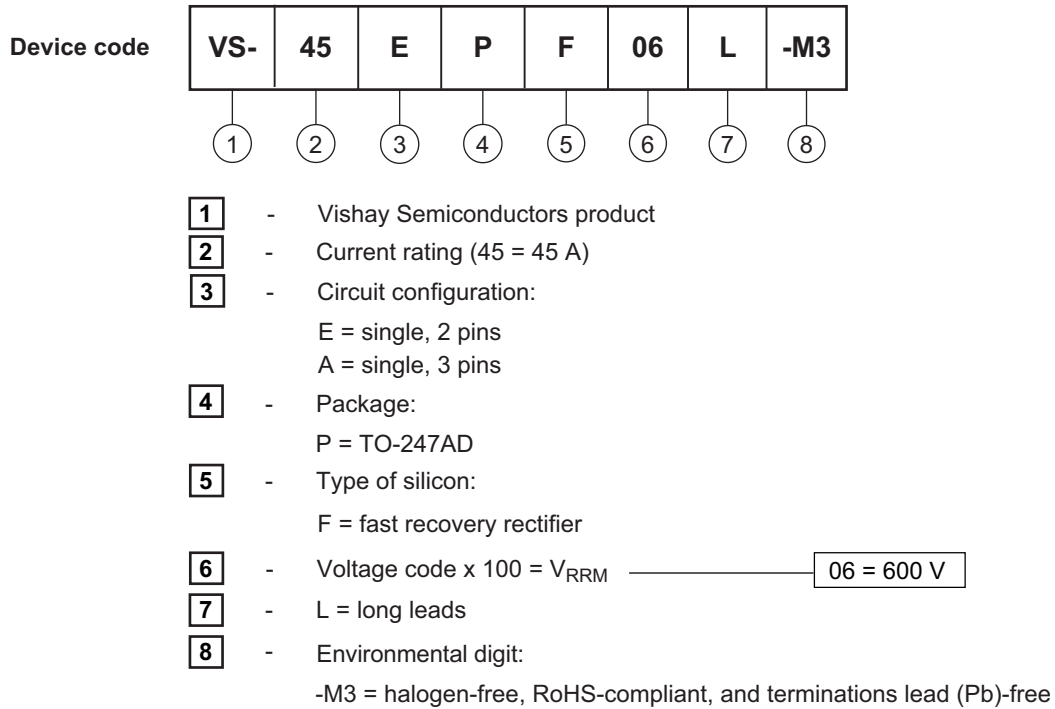 Device code VS- 45 E P F 06 L -M3
1 2 3 4 5 6 7 8
1 - Vishay Semiconductors product
2 - Current rating (45 = 45 A)
3 - Circuit configuration:
E = single, 2 pins
A = single, 3 pins
4 - Package:
P = TO-247AD
5 - Type of silicon:
F = fast recovery rectifier
6 - Voltage code x 100 = VRRM 06 = 600 V
7 - L = long leads
8 - Environmental digit:
-M3 = halogen-free, RoHS-compliant, and terminations lead (Pb)-free